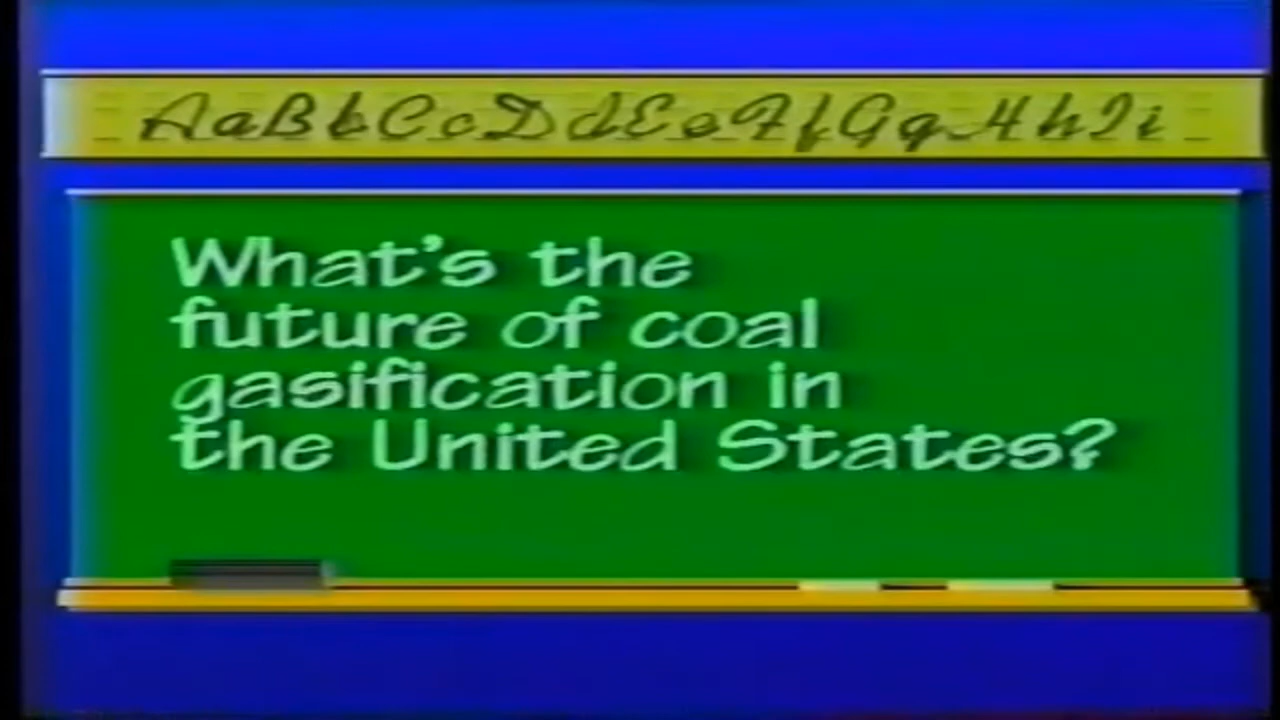 AaBbCcDdEeFfGgHhIi
What's the
future of coal
gasification in
the United States?